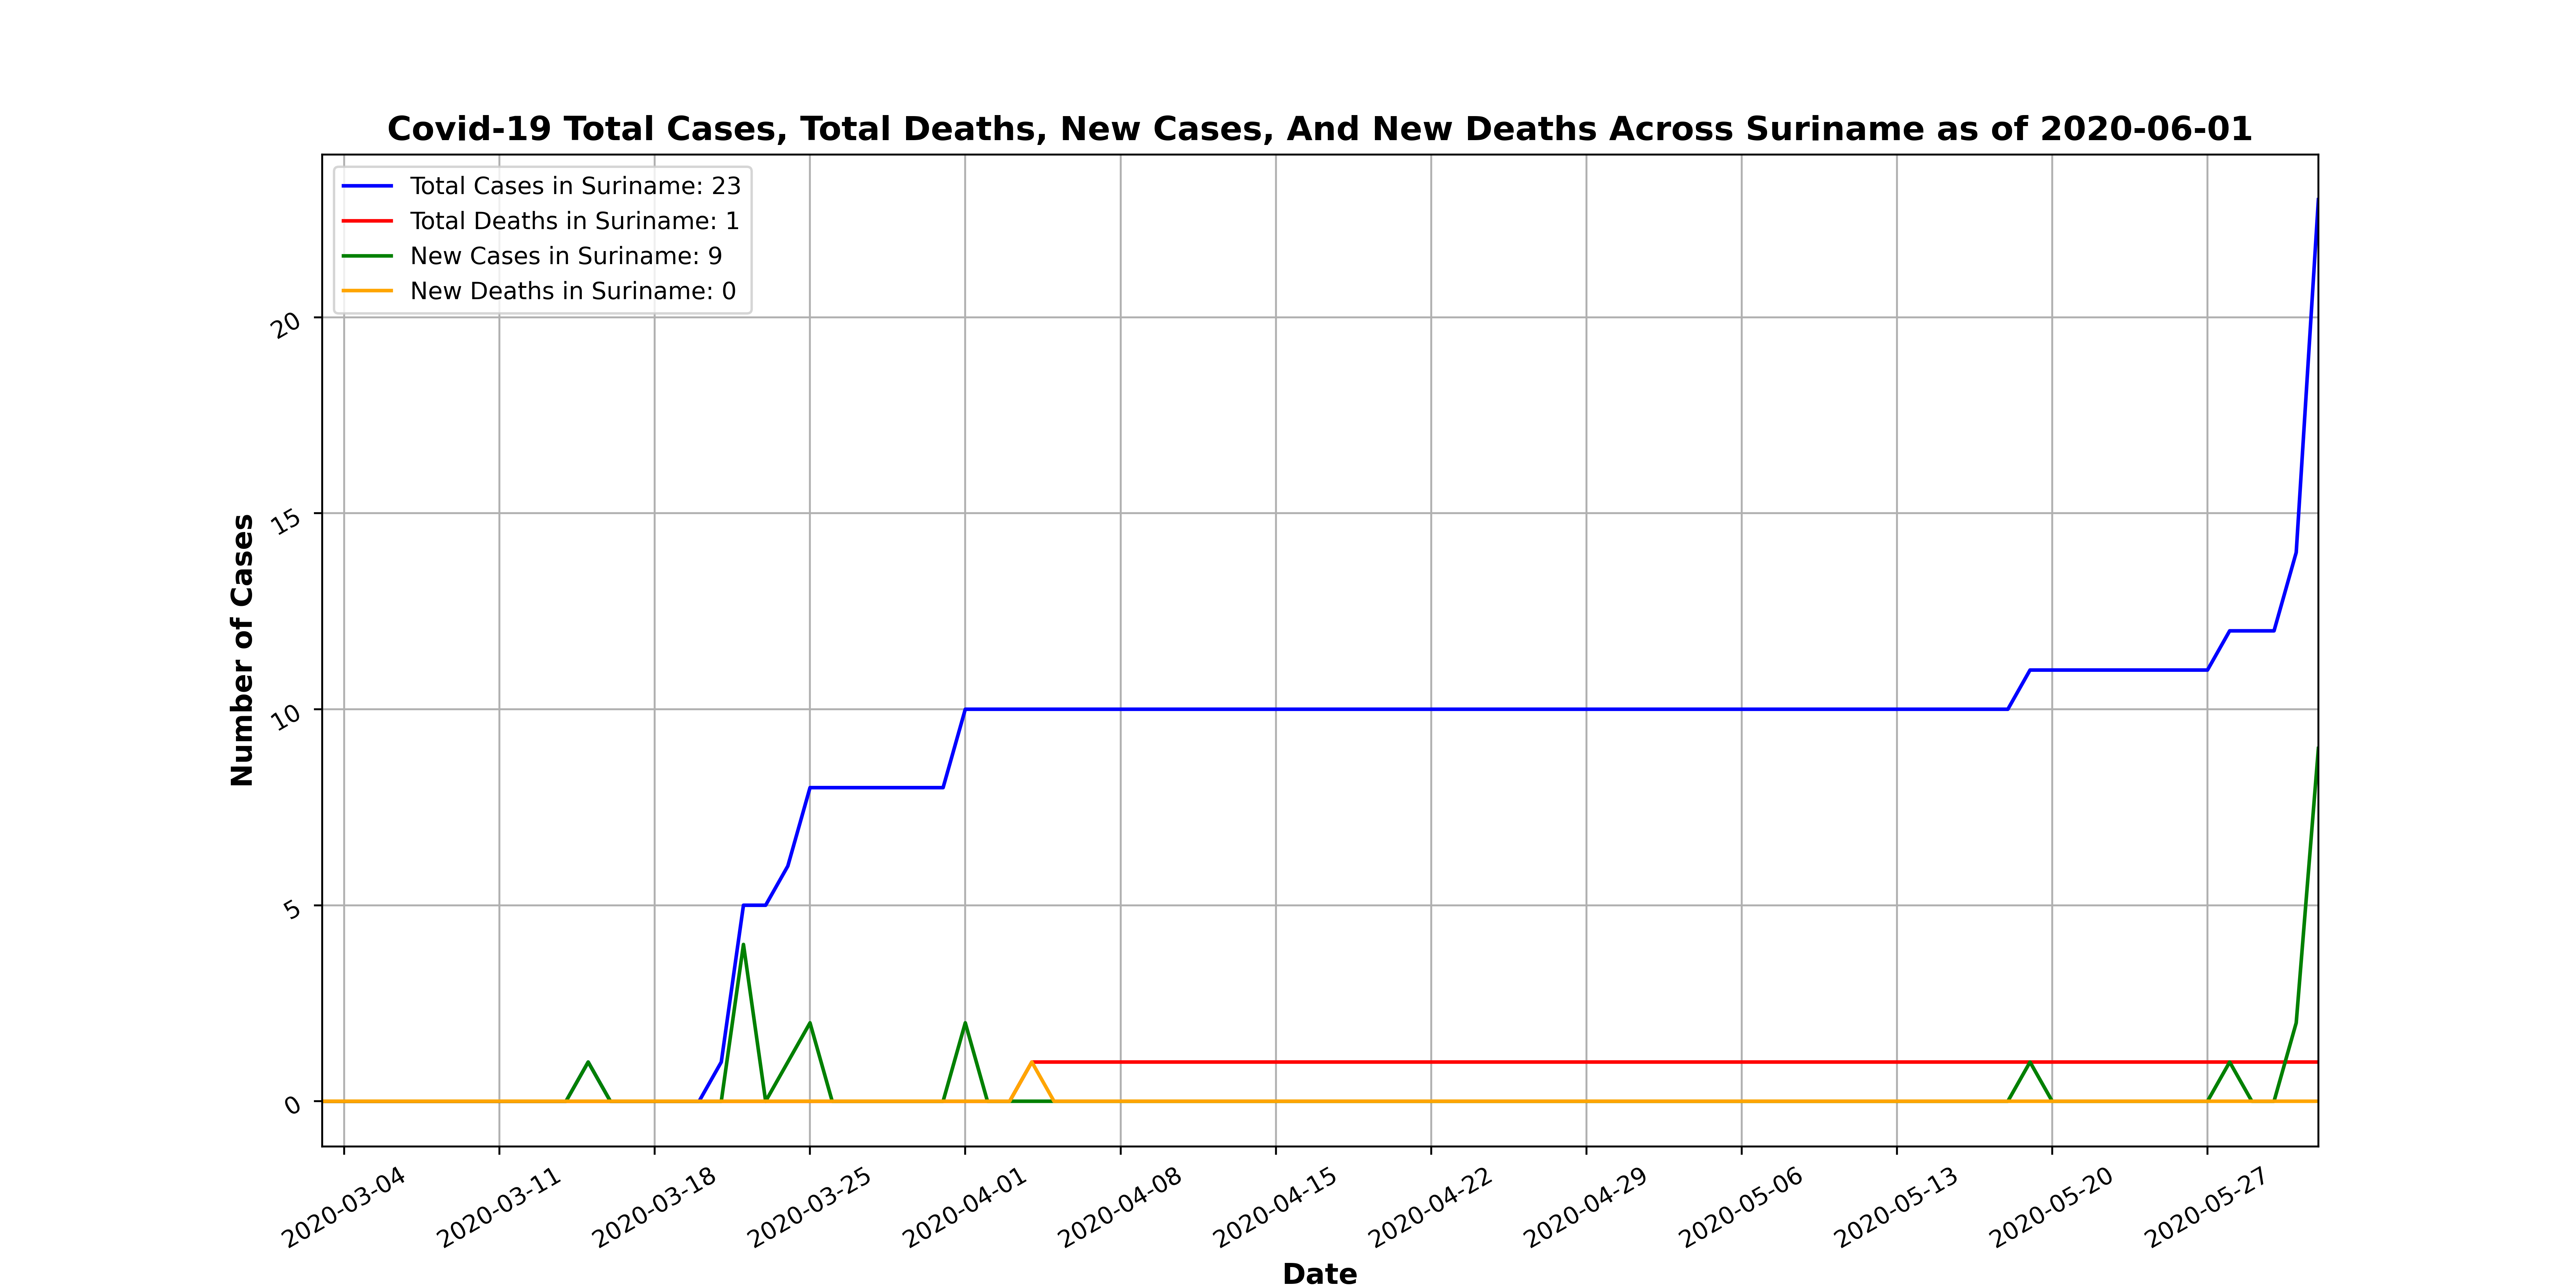 Covid-19 Total Cases, Total Deaths, New Cases, And New Deaths Across Suriname as of 2020-06-01
Total Cases in Suriname: 23
Total Deaths in Suriname: 1
New Cases in Suriname: 9
New Deaths in Suriname: 0
Number of Cases
20
15
10
5
0
2020-03-04
2020-03-11
2020-03-18
2020-03-25
2020-04-01
2020-04-08
2020-04-15
2020-04-22
2020-04-29
2020-05-06
2020-05-13
2020-05-20
2020-05-27
Date